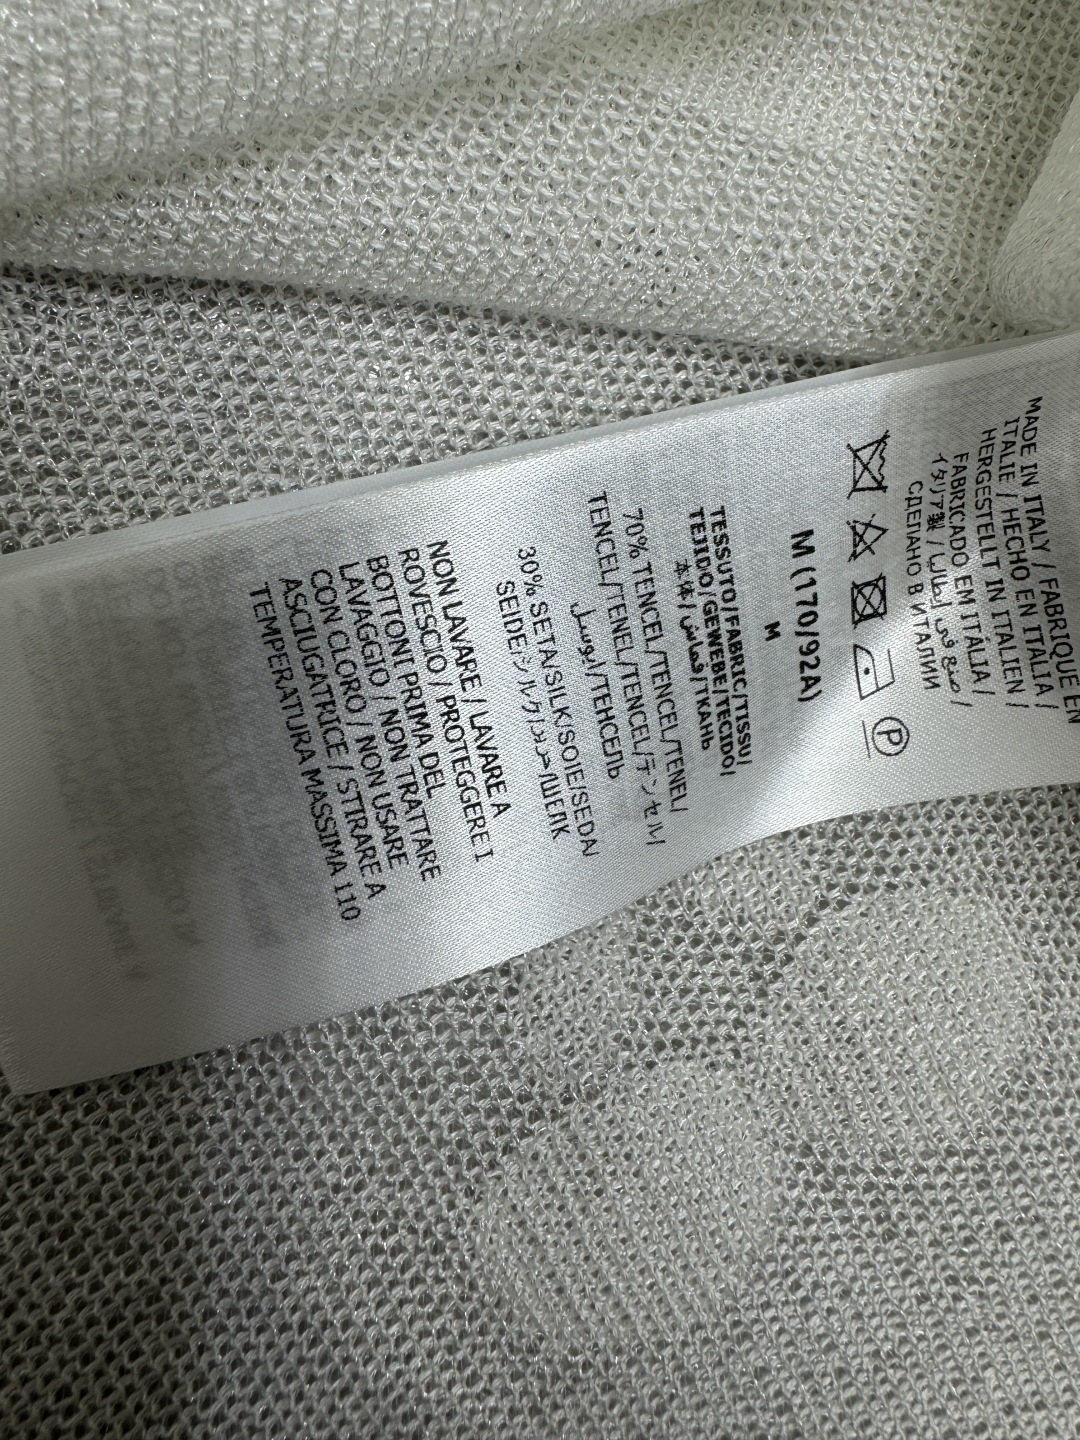 MADE IN ITALY / FABRIQUE EN
ITALIE / HECHO EN ITALIA /
HERGESTELLT IN ITALIEN /
FABRICADO EM ITÁLIA /
イタリア製 / صنع في إيطاليا /
СДЕЛАНО В ИТАЛИИ
P
M (170/92A)
M
TESSUTO/FABRIC/TISSU/
TEJIDO/GEWEBE/TECIDO/
本体/قماش/ТКАНЬ
70% TENCEL/TENCEL/TENEL/
TENCEL/TENEL/TENCEL/テンセル/
/ТЕНСЕЛЬ
30% SETA/SILK/SOIE/SEDA/
SEIDE/シルク/حرير/ШЕЛК
NON LAVARE / LAVARE A
ROVESCIO / PROTEGGERE I
BOTTONI PRIMA DEL
LAVAGGIO / NON TRATTARE
CON CLORO / NON USARE
ASCIUGATRICE / STIRARE A
TEMPERATURA MASSIMA 110